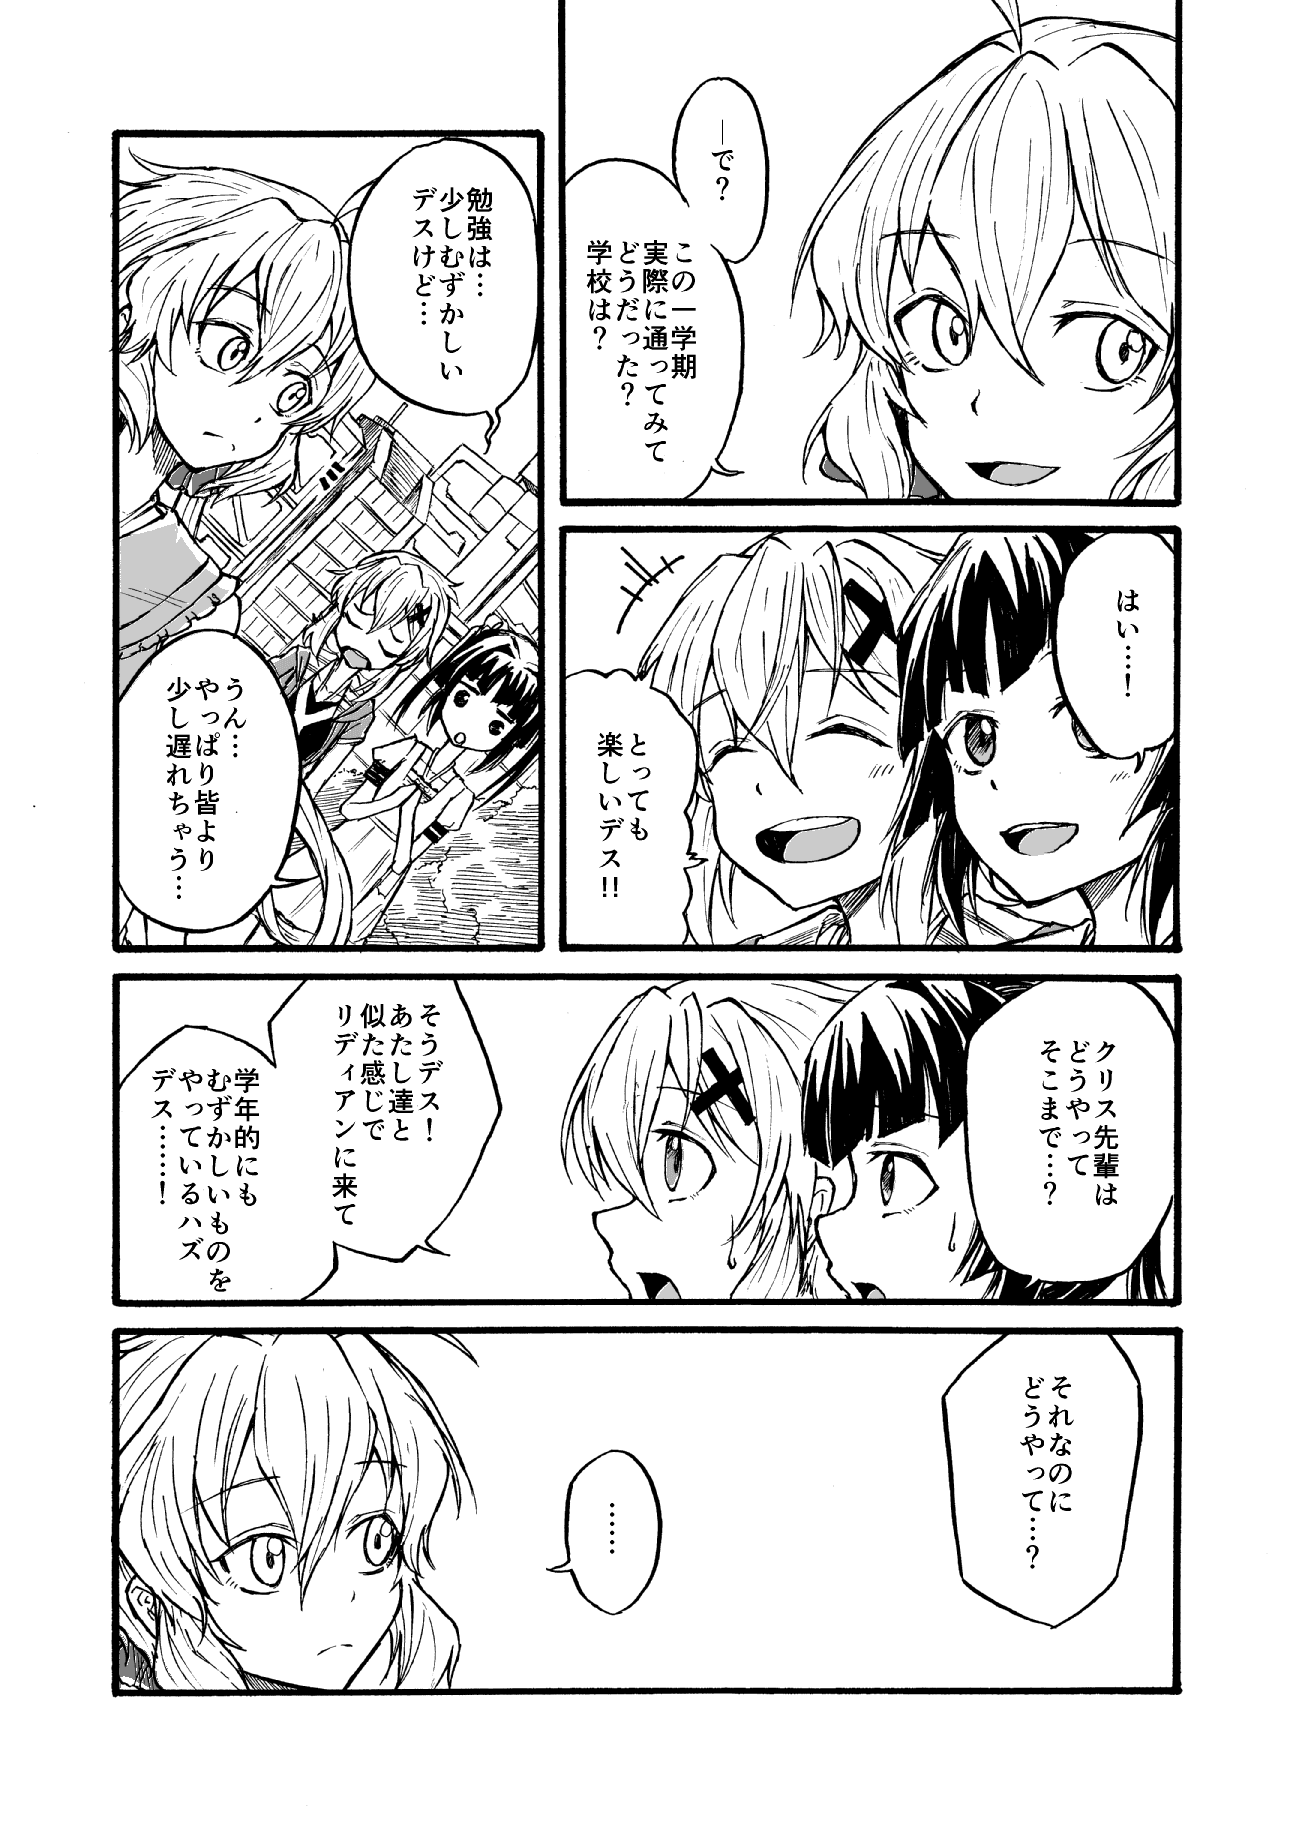 ―で？
この一学期
実際に通ってみて
どうだった？
学校は？
はい…！
とっても
楽しいデス!!
勉強は…
少しむずかしい
デスけど…
うん…
やっぱり皆より
少し遅れちゃう…
クリス先輩は
どうやって
そこまで…？
そうデス！
あたし達と
似た感じで
リディアンに来て
学年的にも
むずかしいものを
やっているハズ
デス……！
それなのに
どうやって…？
……